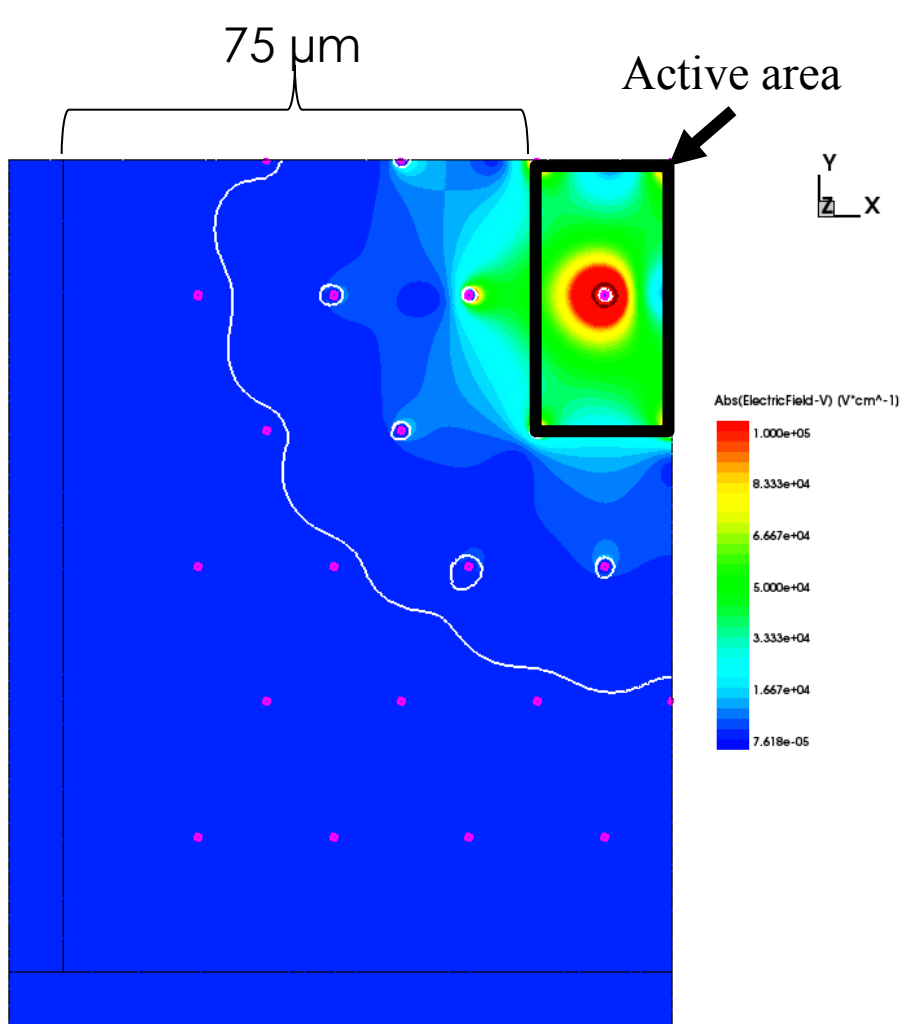 75 µm
Active area
Y
Z X
Abs(ElectricField-V) (V*cm^-1)
1.000e+05
8.333e+04
6.667e+04
5.000e+04
3.333e+04
1.667e+04
7.618e-05